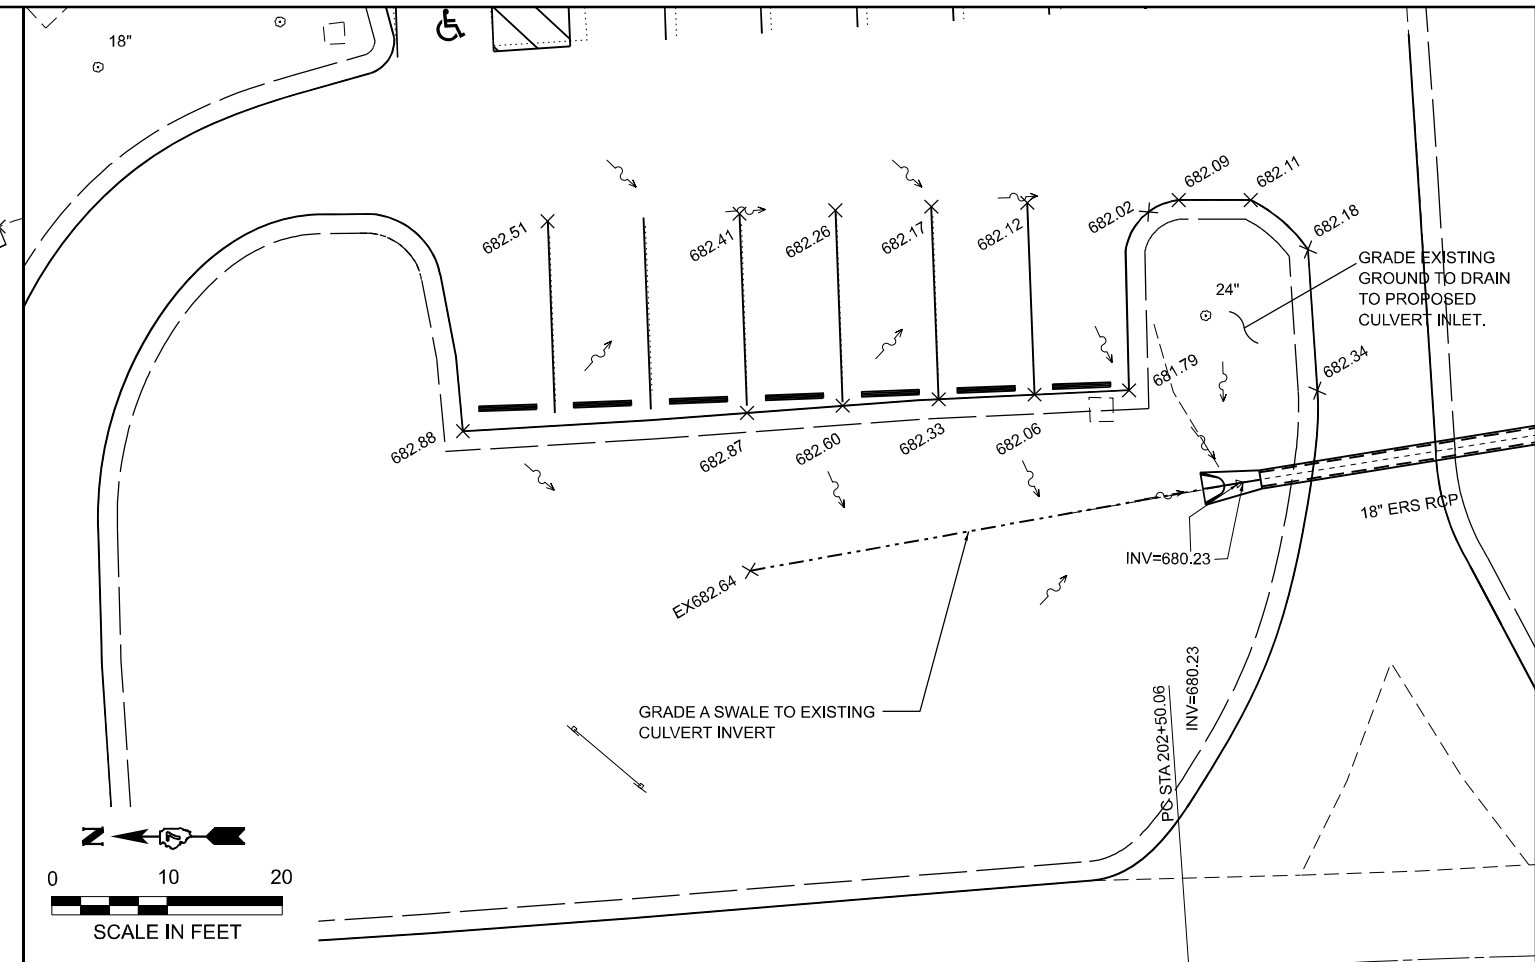 18"
682.09
682.11
682.02
682.18
682.51
682.41
682.26
682.17
682.12
GRADE EXISTING
GROUND TO DRAIN
TO PROPOSED
CULVERT INLET.
24"
681.79
682.34
682.88
682.87
682.60
682.33
682.06
18" ERS RCP
INV=680.23
EX682.64
INV=680.23
PC STA 202+50.06
GRADE A SWALE TO EXISTING
CULVERT INVERT
N
0 10 20
SCALE IN FEET